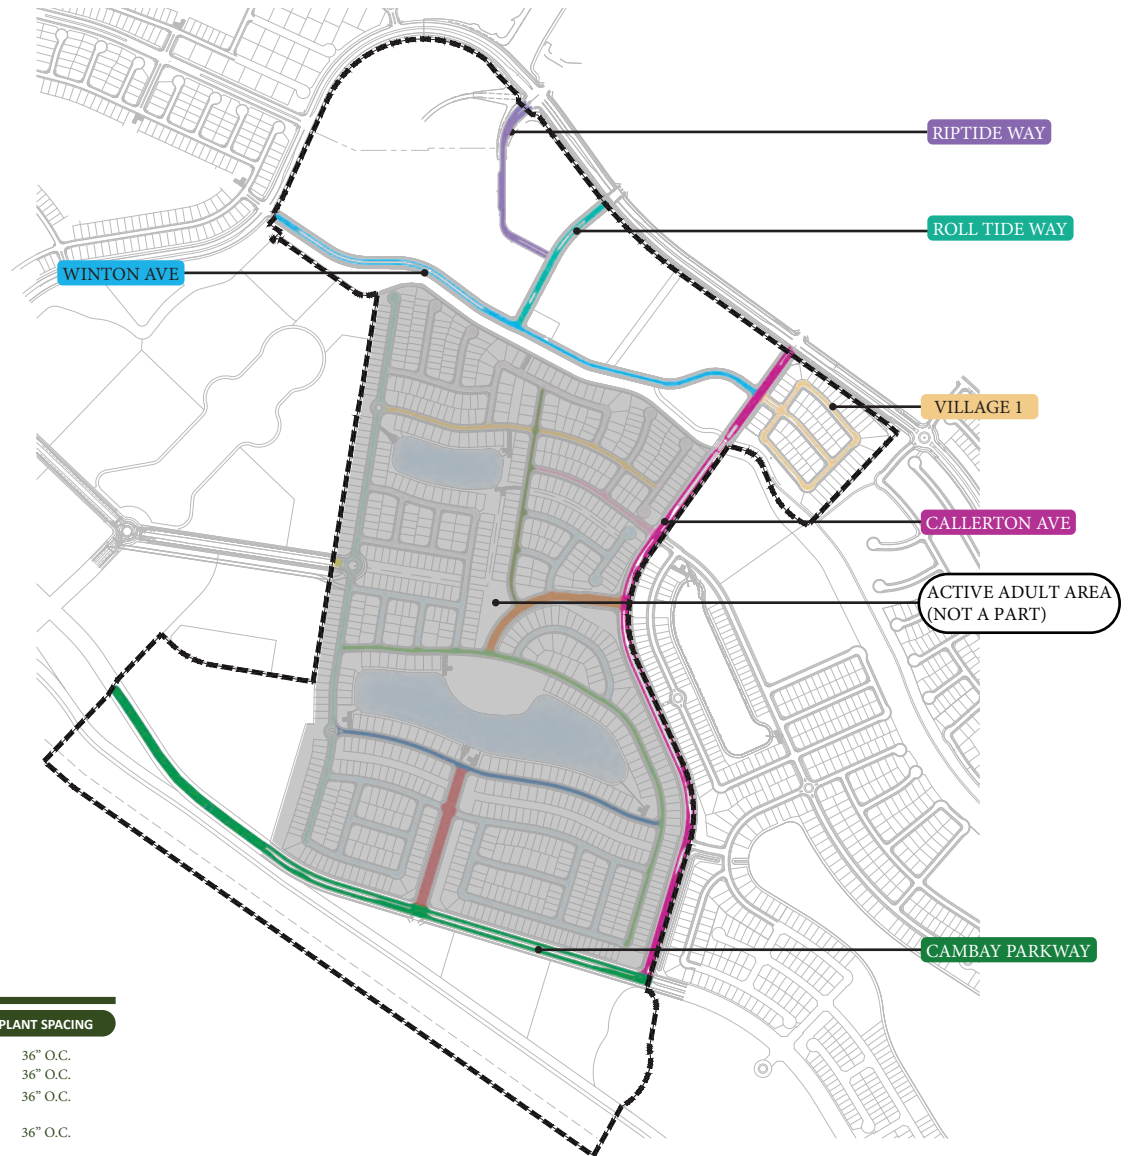 RIPTIDE WAY
ROLL TIDE WAY
WINTON AVE
VILLAGE 1
CALLERTON AVE
ACTIVE ADULT AREA
(NOT A PART)
CAMBAY PARKWAY
PLANT SPACING
36” O.C.
36” O.C.
36” O.C.
36” O.C.